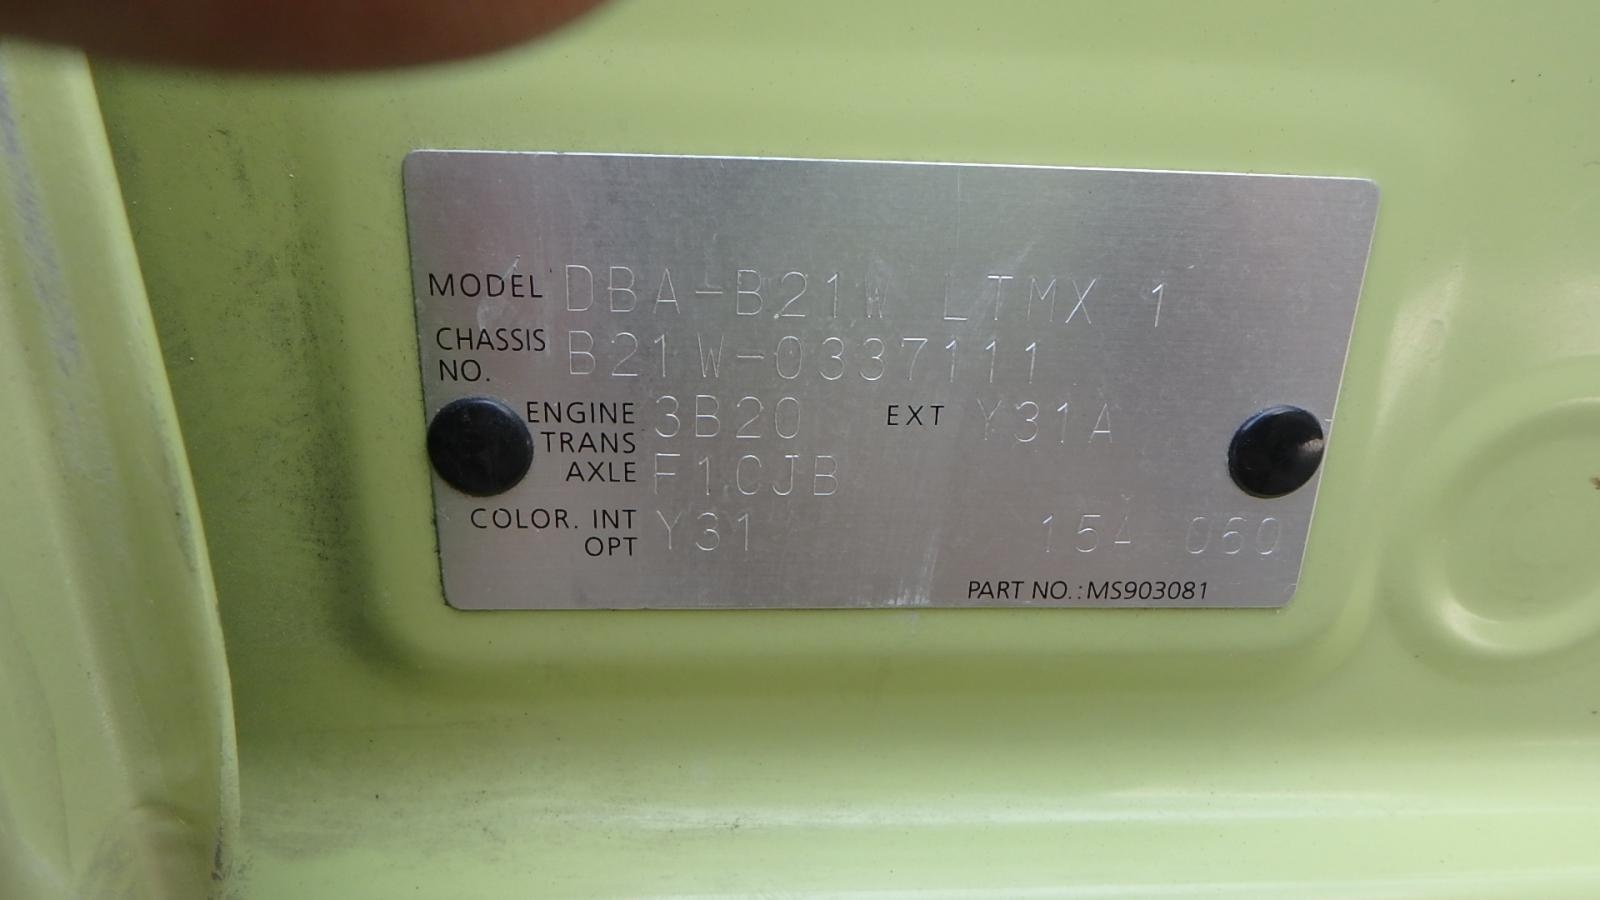 MODEL DBA-B21W LTMX 1
CHASSIS NO. B21W-0337111
ENGINE 3B20 EXT Y31A
TRANS AXLE F1CJB
COLOR. INT Y31
OPT 15A 060
PART NO.:MS903081